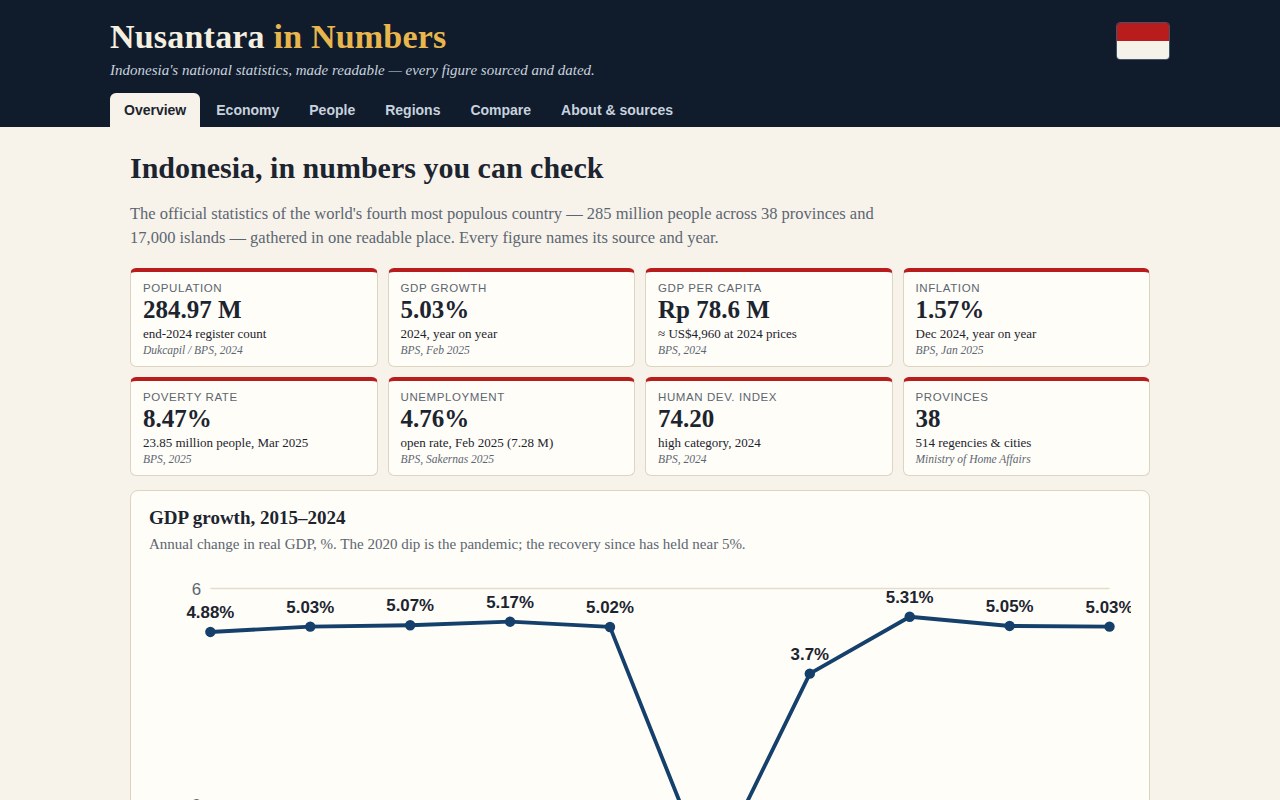 Nusantara in Numbers
Indonesia's national statistics, made readable — every figure sourced and dated.
Overview Economy People Regions Compare About & sources
Indonesia, in numbers you can check
The official statistics of the world's fourth most populous country — 285 million people across 38 provinces and
17,000 islands — gathered in one readable place. Every figure names its source and year.
POPULATION
284.97 M
end-2024 register count
Dukcapil / BPS, 2024
GDP GROWTH
5.03%
2024, year on year
BPS, Feb 2025
GDP PER CAPITA
Rp 78.6 M
≈ US$4,960 at 2024 prices
BPS, 2024
INFLATION
1.57%
Dec 2024, year on year
BPS, Jan 2025
POVERTY RATE
8.47%
23.85 million people, Mar 2025
BPS, 2025
UNEMPLOYMENT
4.76%
open rate, Feb 2025 (7.28 M)
BPS, Sakernas 2025
HUMAN DEV. INDEX
74.20
high category, 2024
BPS, 2024
PROVINCES
38
514 regencies & cities
Ministry of Home Affairs
GDP growth, 2015–2024
Annual change in real GDP, %. The 2020 dip is the pandemic; the recovery since has held near 5%.
6
4.88% 5.03% 5.07% 5.17% 5.02% 3.7% 5.31% 5.05% 5.03%